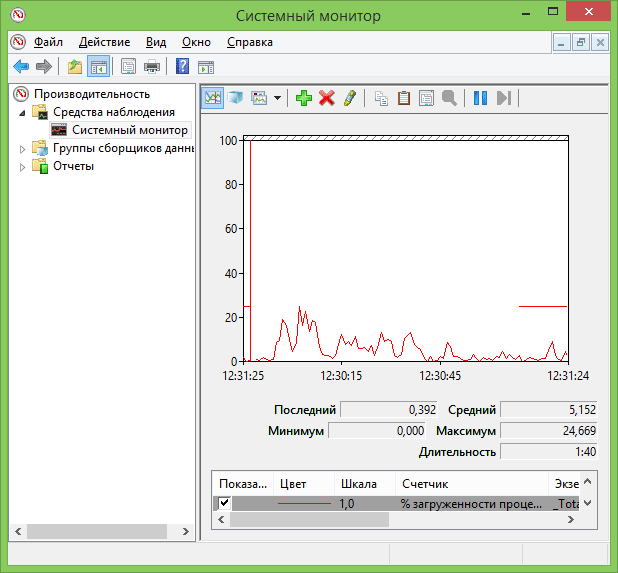 Системный монитор
Файл Действие Вид Окно Справка
Производительность
Средства наблюдения
Системный монитор
Группы сборщиков данн
Отчеты
100
80
60
40
20
0
12:31:25 12:30:15 12:30:45 12:31:24
Последний 0,392 Средний 5,152
Минимум 0,000 Максимум 24,669
Длительность 1:40
Показа... Цвет Шкала Счетчик Экзе
1,0 % загруженности проце... _Tota